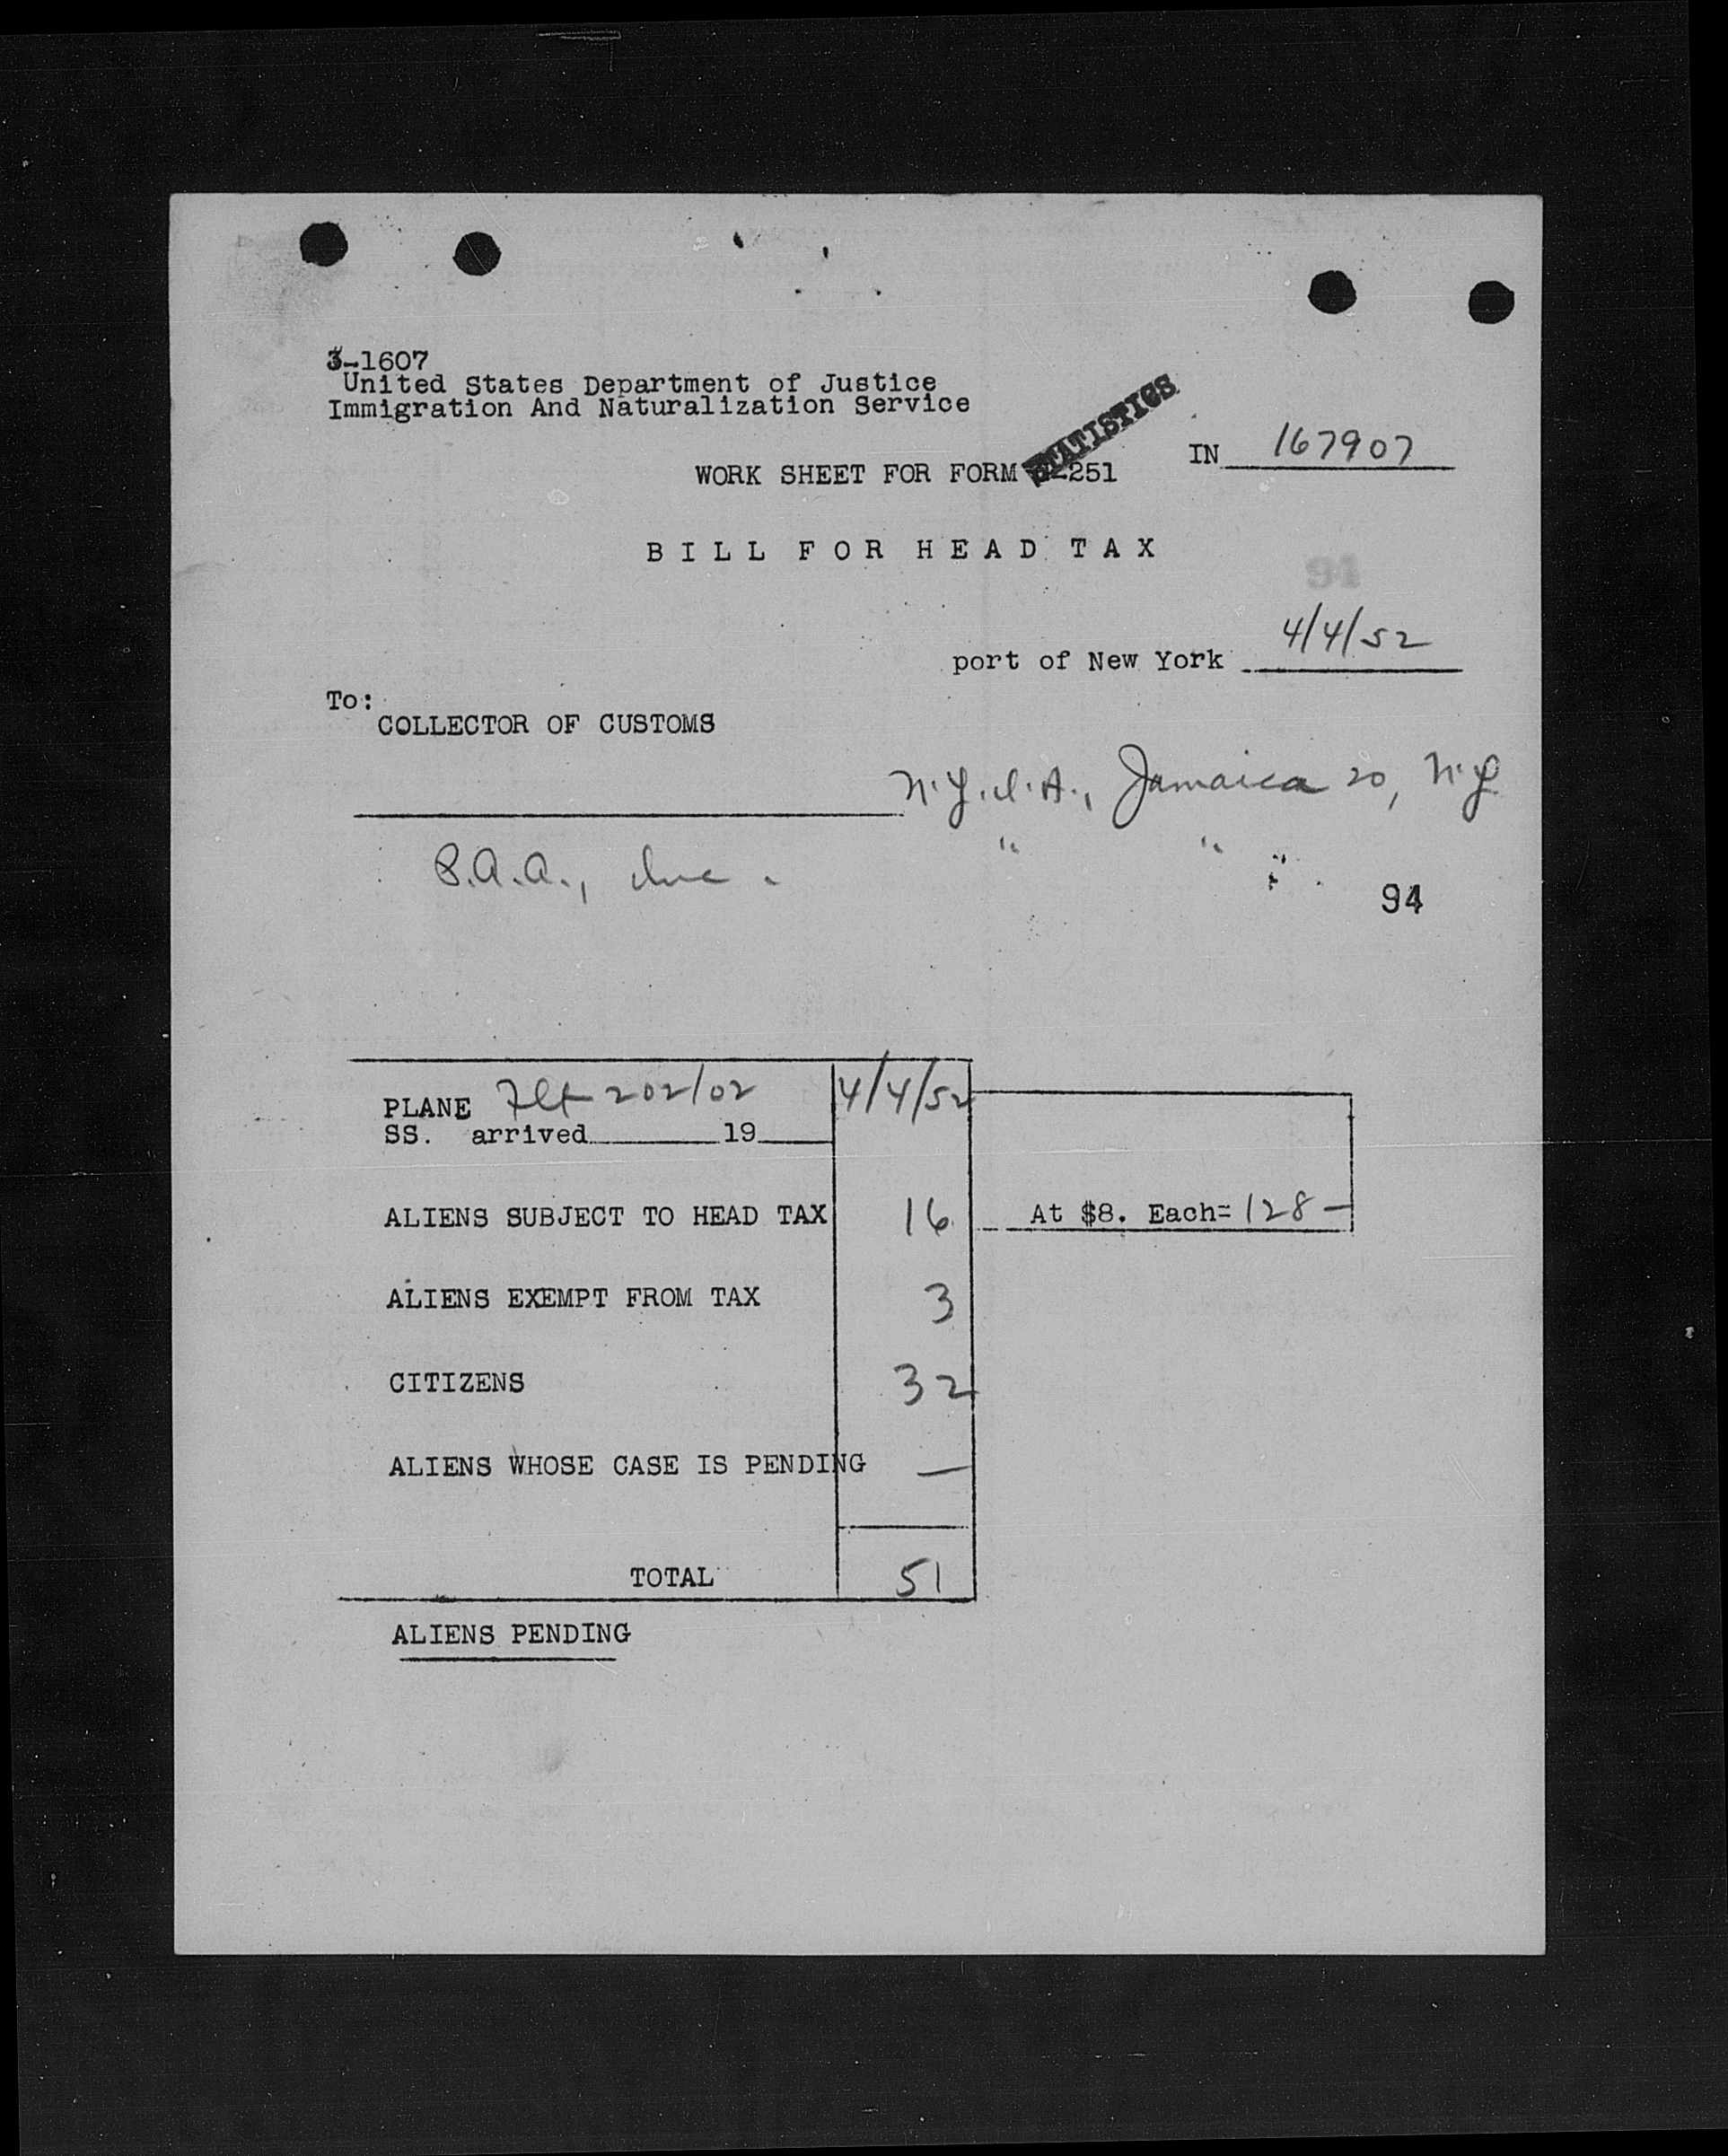 3-1607
United States Department of Justice
Immigration And Naturalization Service
STATISTICS
IN 167907
WORK SHEET FOR FORM -251
BILL FOR HEAD TAX
94
port of New York 4/4/52
To:
COLLECTOR OF CUSTOMS
N.Y.I.A., Jamaica 20, N.Y.
P.A.A., Inc. " " "
94
PLANE Flt 202/02 4/4/52
SS. arrived 19
ALIENS SUBJECT TO HEAD TAX 16 At $8. Each= 128 —
ALIENS EXEMPT FROM TAX 3
CITIZENS 32
ALIENS WHOSE CASE IS PENDING —
TOTAL 51
ALIENS PENDING